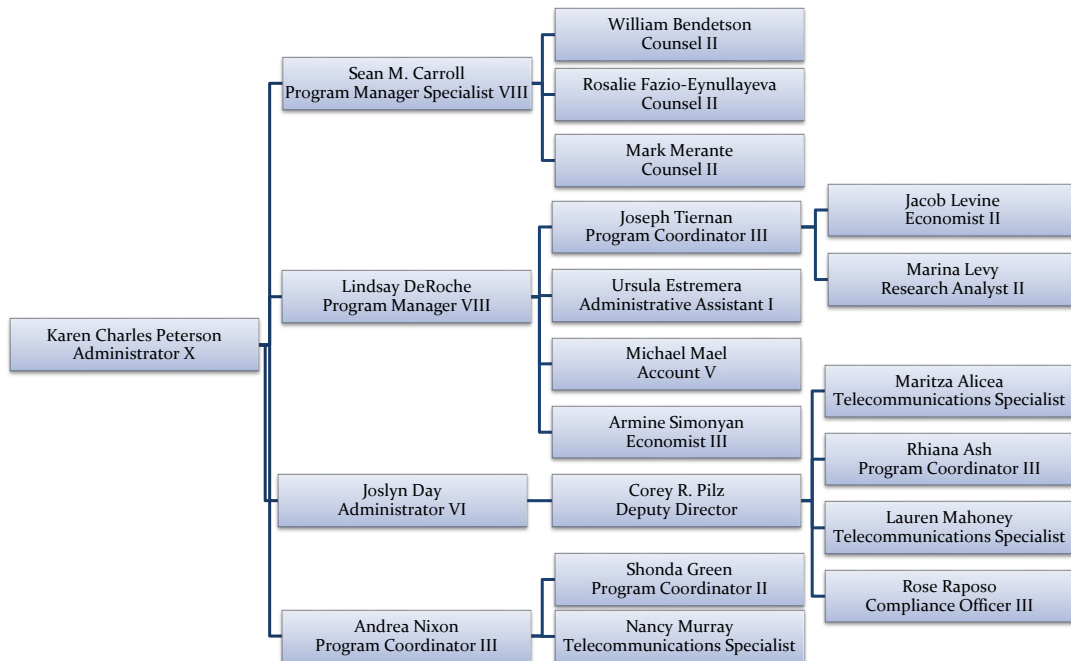 William Bendetson
Counsel II
Sean M. Carroll
Program Manager Specialist VIII
Rosalie Fazio-Eynullayeva
Counsel II
Mark Merante
Counsel II
Jacob Levine
Economist II
Joseph Tiernan
Program Coordinator III
Marina Levy
Research Analyst II
Lindsay DeRoche
Program Manager VIII
Ursula Estremera
Administrative Assistant I
Karen Charles Peterson
Administrator X
Michael Mael
Account V
Maritza Alicea
Telecommunications Specialist
Armine Simonyan
Economist III
Rhiana Ash
Program Coordinator III
Joslyn Day
Administrator VI
Corey R. Pilz
Deputy Director
Lauren Mahoney
Telecommunications Specialist
Shonda Green
Program Coordinator II
Rose Raposo
Compliance Officer III
Andrea Nixon
Program Coordinator III
Nancy Murray
Telecommunications Specialist